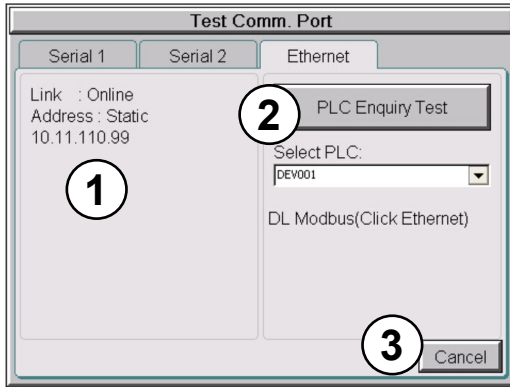 Test Comm. Port
Serial 1
Serial 2
Ethernet
Link : Online
Address : Static
10.11.110.99
1
2
PLC Enquiry Test
Select PLC:
DEV001
DL Modbus(Click Ethernet)
3
Cancel